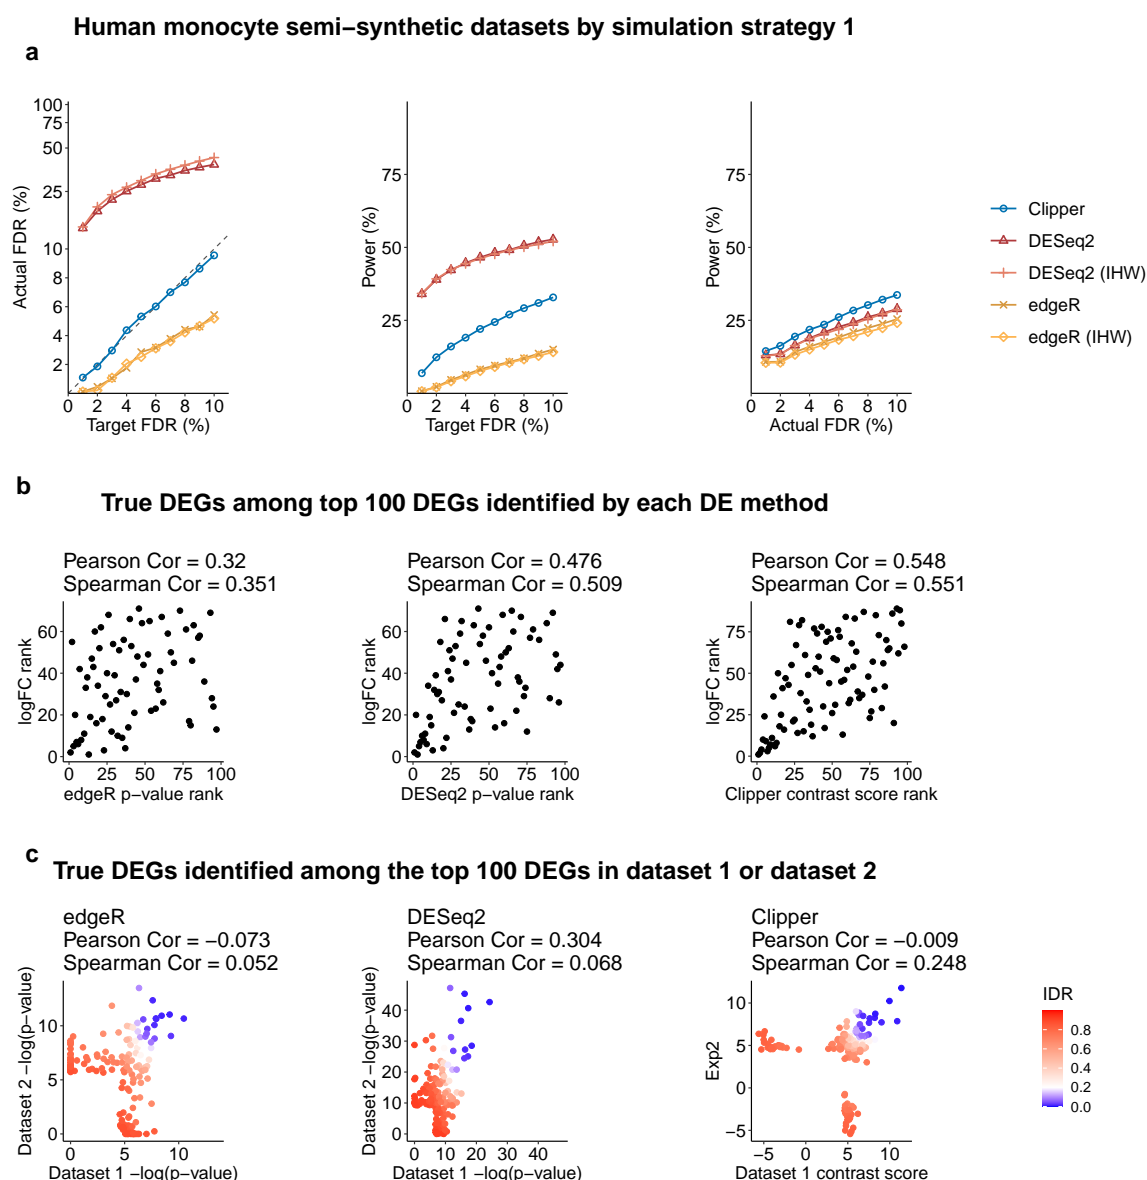 Human monocyte semi−synthetic datasets by simulation strategy 1
a
100
75
50
25
10
8
6
4
2
0 2 4 6 8 10
Actual FDR (%)
Target FDR (%)
75
50
25
0 2 4 6 8 10
Power (%)
Target FDR (%)
75
50
25
0 2 4 6 8 10
Power (%)
Actual FDR (%)
Clipper
DESeq2
DESeq2 (IHW)
edgeR
edgeR (IHW)
b
True DEGs among top 100 DEGs identified by each DE method
Pearson Cor = 0.32
Spearman Cor = 0.351
60
40
20
0
0 25 50 75 100
logFC rank
edgeR p−value rank
Pearson Cor = 0.476
Spearman Cor = 0.509
60
40
20
0
0 25 50 75 100
logFC rank
DESeq2 p−value rank
Pearson Cor = 0.548
Spearman Cor = 0.551
75
50
25
0
0 25 50 75 100
logFC rank
Clipper contrast score rank
c
True DEGs identified among the top 100 DEGs in dataset 1 or dataset 2
edgeR
Pearson Cor = −0.073
Spearman Cor = 0.052
10
5
0
0 5 10
Dataset 2 −log(p−value)
Dataset 1 −log(p−value)
DESeq2
Pearson Cor = 0.304
Spearman Cor = 0.068
40
30
20
10
0
0 10 20 30 40
Dataset 2 −log(p−value)
Dataset 1 −log(p−value)
Clipper
Pearson Cor = −0.009
Spearman Cor = 0.248
10
5
0
−5
−5 0 5 10
Exp2
Dataset 1 contrast score
IDR
0.8
0.6
0.4
0.2
0.0